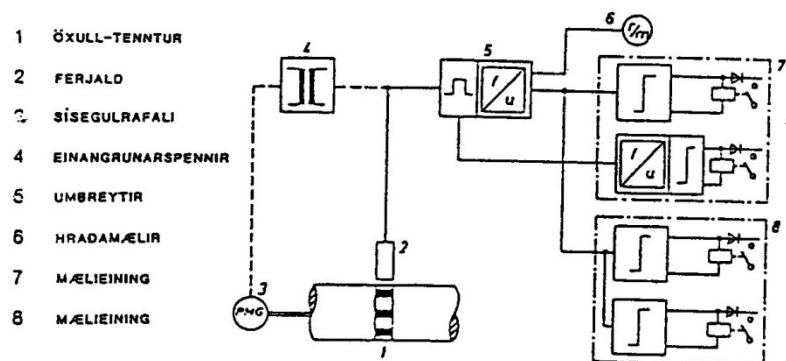 1 ÖXULL-TENNTUR
2 FERJALD
3 SÍSEGULRAFALI
4 EINANGRUNARSPENNIR
5 UMBREYTIR
6 HRADAMÆLIR
7 MÆLIEINING
8 MÆLIEINING
4
5
6
r/m
f
u
7
f
u
2
8
3
PMG
1